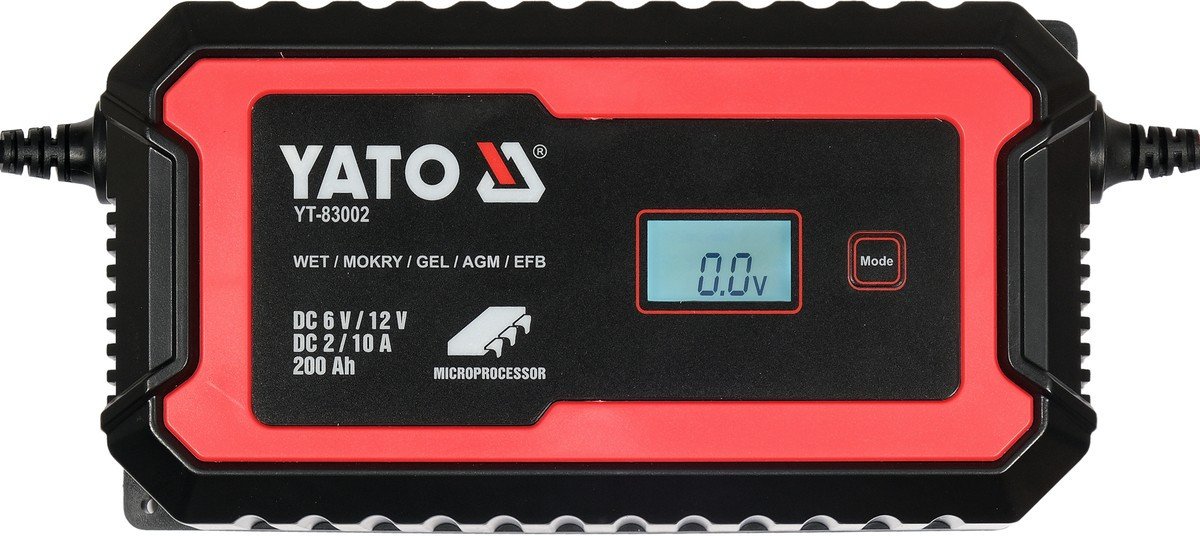 YATO ®
YT-83002
WET / MOKRY / GEL / AGM / EFB
DC 6 V / 12 V
DC 2 / 10 A
200 Ah
MICROPROCESSOR
0.0V
Mode